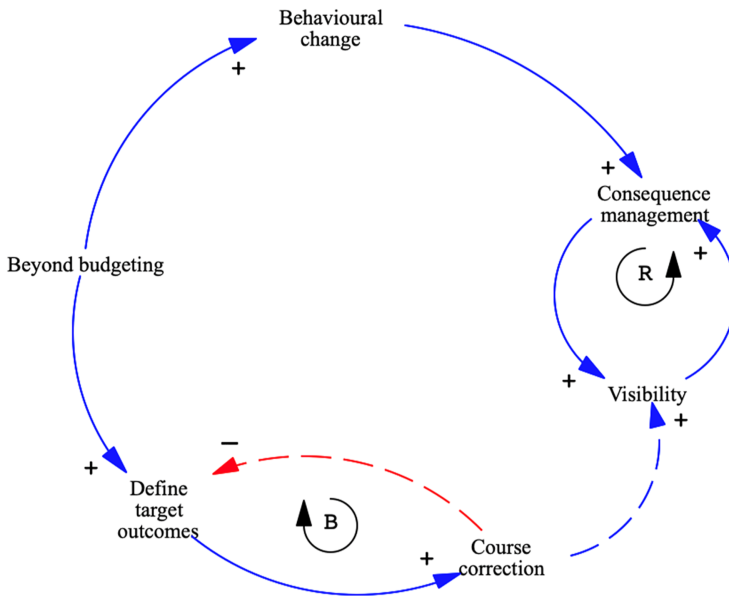 Behavioural
change
+
+
Consequence
management
+
R
Beyond budgeting
+
Visibility
+
−
+
Define
target
outcomes
B
+
Course
correction